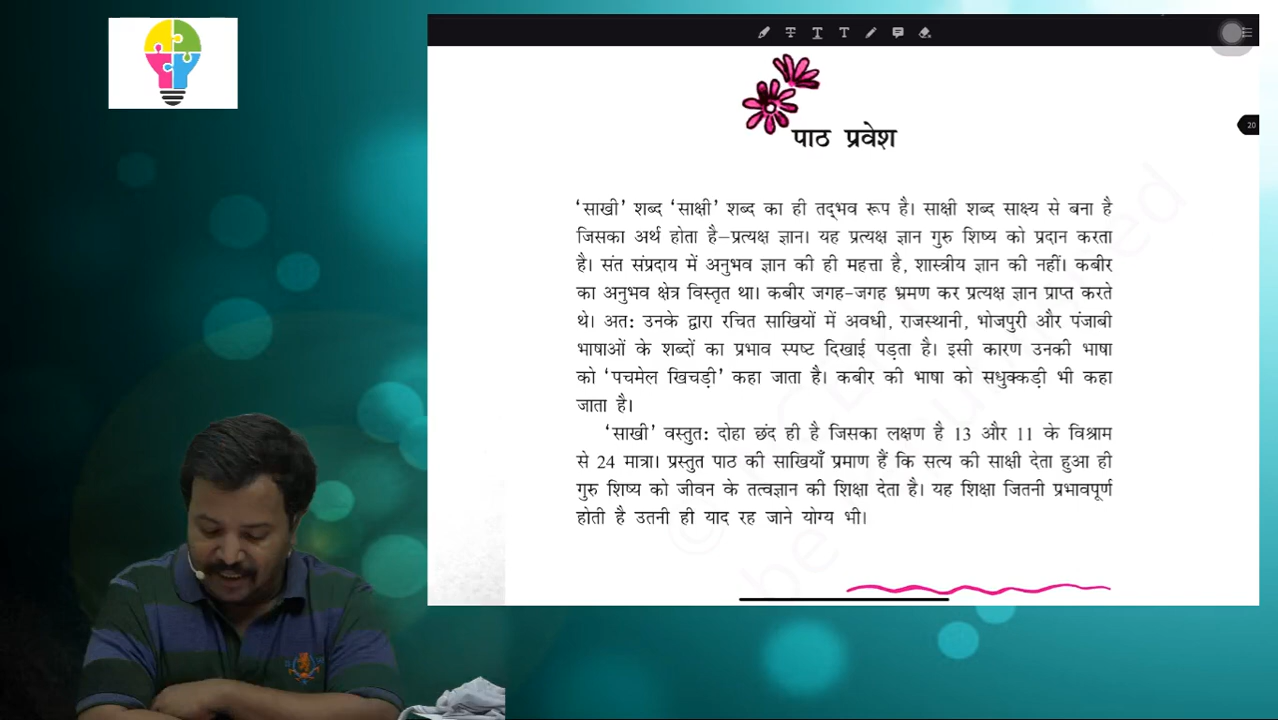 20
पाठ प्रवेश
‘साखी’ शब्द ‘साक्षी’ शब्द का ही तद्भव रूप है। साक्षी शब्द साक्ष्य से बना है
जिसका अर्थ होता है–प्रत्यक्ष ज्ञान। यह प्रत्यक्ष ज्ञान गुरु शिष्य को प्रदान करता
है। संत संप्रदाय में अनुभव ज्ञान की ही महत्ता है, शास्त्रीय ज्ञान की नहीं। कबीर
का अनुभव क्षेत्र विस्तृत था। कबीर जगह-जगह भ्रमण कर प्रत्यक्ष ज्ञान प्राप्त करते
थे। अत: उनके द्वारा रचित साखियों में अवधी, राजस्थानी, भोजपुरी और पंजाबी
भाषाओं के शब्दों का प्रभाव स्पष्ट दिखाई पड़ता है। इसी कारण उनकी भाषा
को ‘पचमेल खिचड़ी’ कहा जाता है। कबीर की भाषा को सधुक्कड़ी भी कहा
जाता है।
‘साखी’ वस्तुत: दोहा छंद ही है जिसका लक्षण है 13 और 11 के विश्राम
से 24 मात्रा। प्रस्तुत पाठ की साखियाँ प्रमाण हैं कि सत्य की साक्षी देता हुआ ही
गुरु शिष्य को जीवन के तत्वज्ञान की शिक्षा देता है। यह शिक्षा जितनी प्रभावपूर्ण
होती है उतनी ही याद रह जाने योग्य भी।